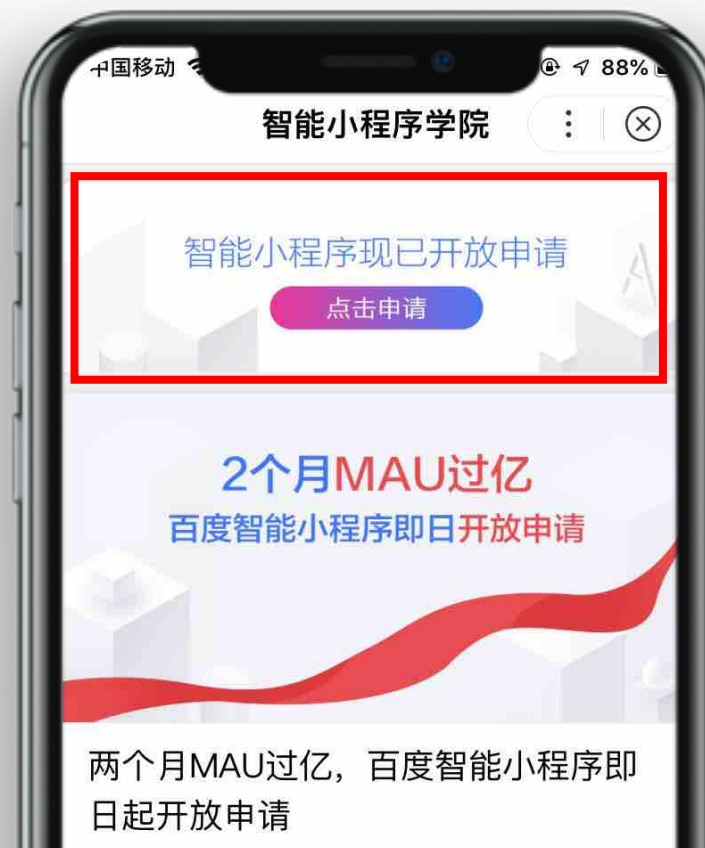 中国移动 88%
智能小程序学院
智能小程序现已开放申请
点击申请
2个月MAU过亿
百度智能小程序即日开放申请
两个月MAU过亿，百度智能小程序即
日起开放申请